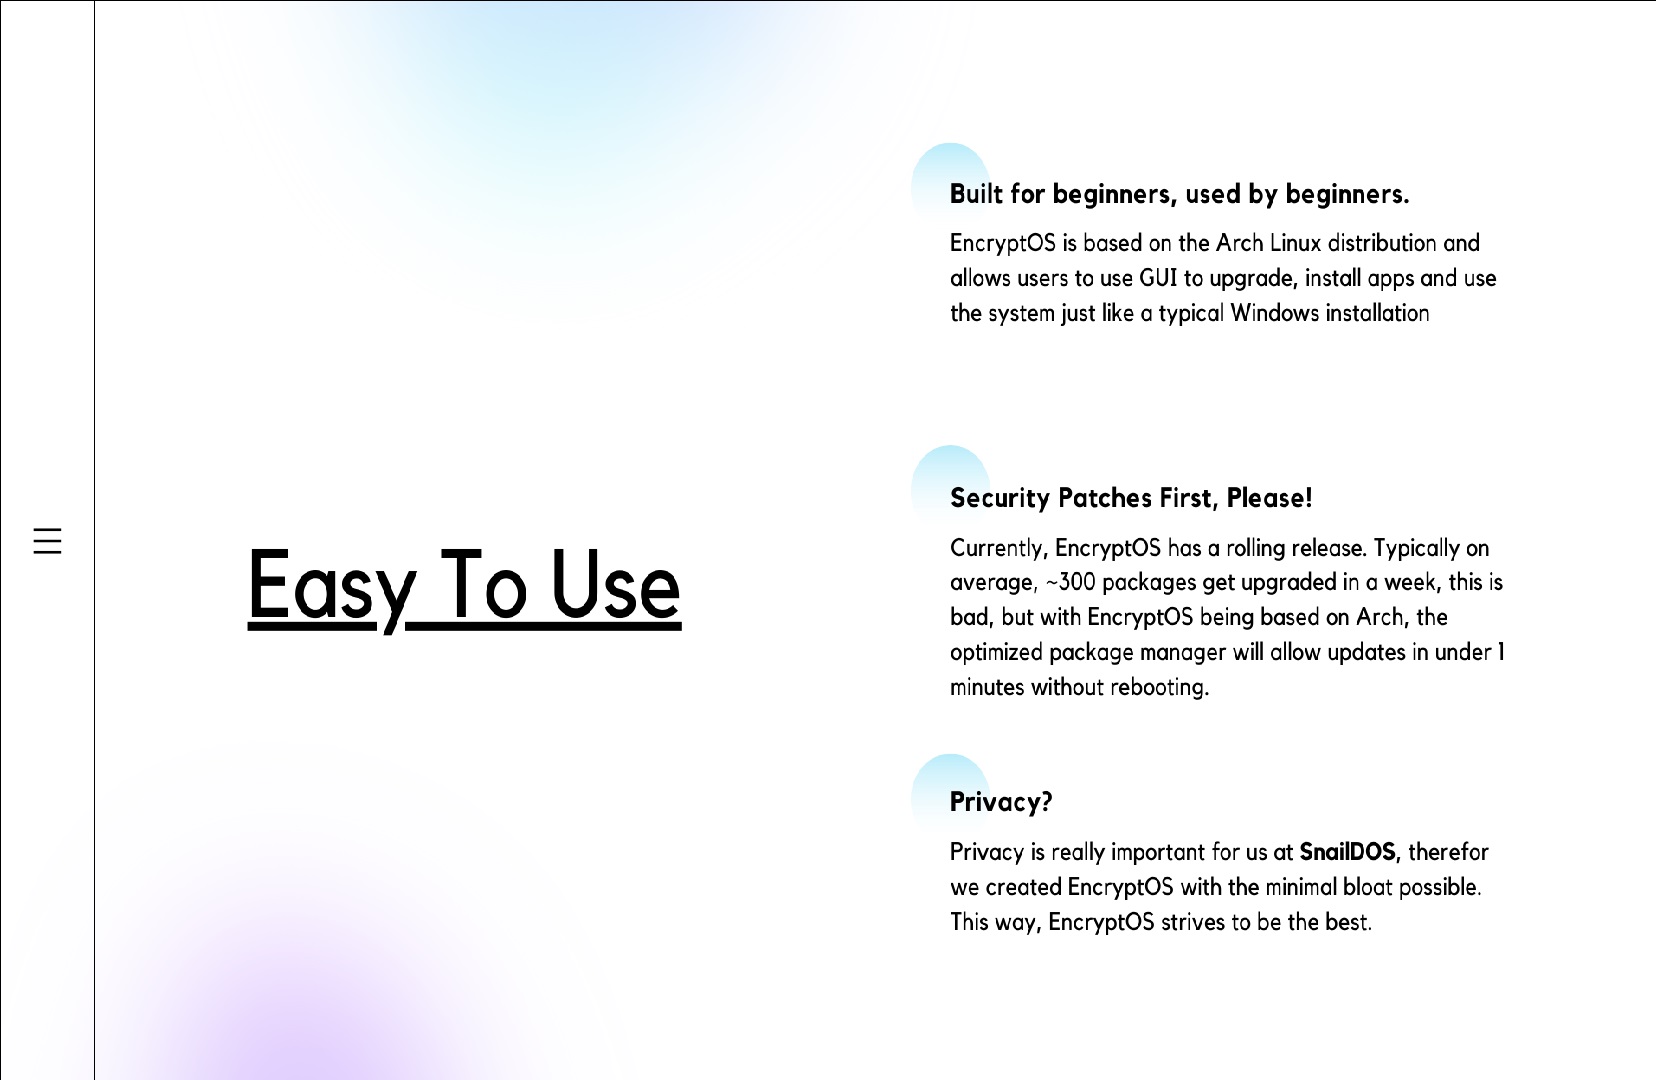 Easy To Use
Built for beginners, used by beginners.
EncryptOS is based on the Arch Linux distribution and
allows users to use GUI to upgrade, install apps and use
the system just like a typical Windows installation
Security Patches First, Please!
Currently, EncryptOS has a rolling release. Typically on
average, ~300 packages get upgraded in a week, this is
bad, but with EncryptOS being based on Arch, the
optimized package manager will allow updates in under 1
minutes without rebooting.
Privacy?
Privacy is really important for us at SnailDOS, therefor
we created EncryptOS with the minimal bloat possible.
This way, EncryptOS strives to be the best.